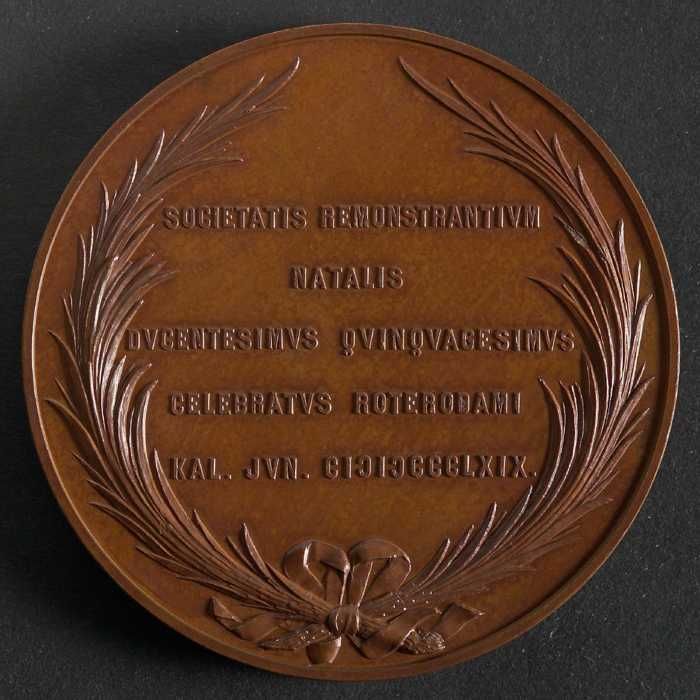 SOCIETATIS REMONSTRANTIVM
NATALIS
DVCENTESIMVS QVINQVAGESIMVS
CELEBRATVS ROTERODAMI
KAL. JVN. CIƆIƆCCCLXIX.